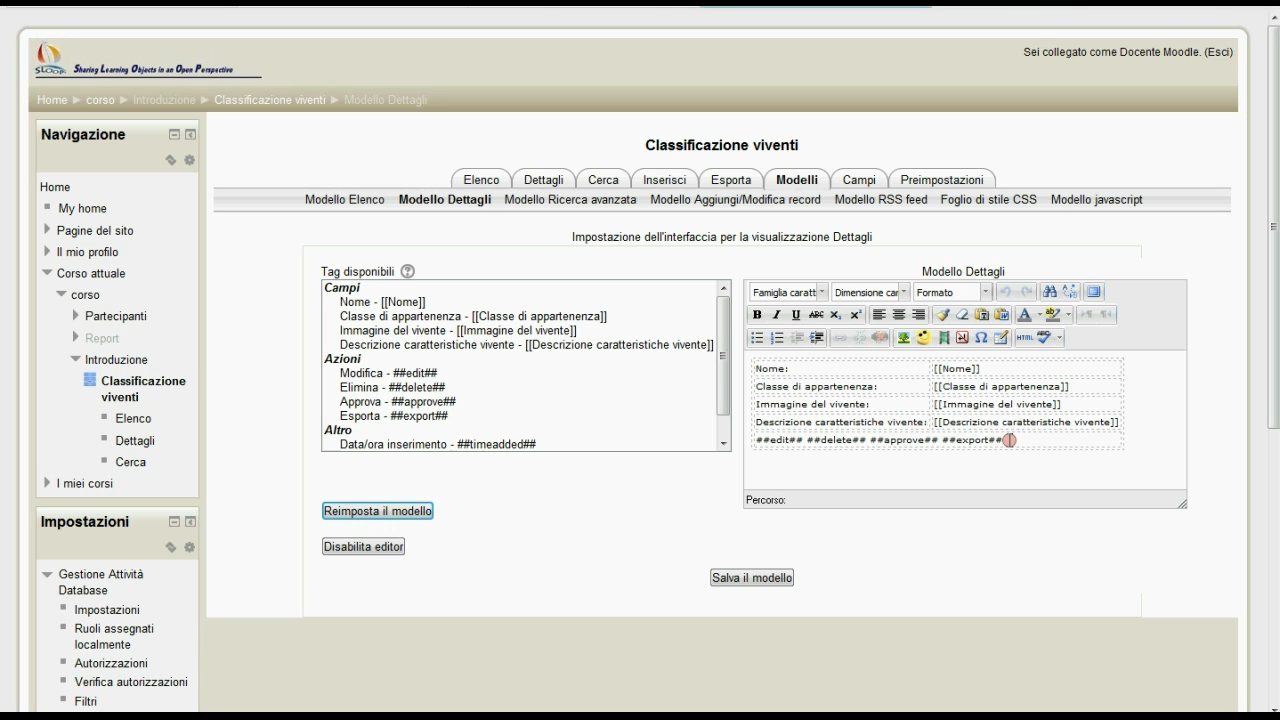 Sei collegato come Docente Moodle. (Esci)
SLOOP Sharing Learning Objects in an Open Perspective
Home ► corso ► Introduzione ► Classificazione viventi ► Modello Dettagli
Navigazione
Home
My home
Pagine del sito
Il mio profilo
Corso attuale
corso
Partecipanti
Report
Introduzione
Classificazione
viventi
Elenco
Dettagli
Cerca
I miei corsi
Impostazioni
Gestione Attività
Database
Impostazioni
Ruoli assegnati
localmente
Autorizzazioni
Verifica autorizzazioni
Filtri
Classificazione viventi
Elenco Dettagli Cerca Inserisci Esporta Modelli Campi Preimpostazioni
Modello Elenco Modello Dettagli Modello Ricerca avanzata Modello Aggiungi/Modifica record Modello RSS feed Foglio di stile CSS Modello javascript
Impostazione dell'interfaccia per la visualizzazione Dettagli
Tag disponibili
Campi
Nome - [[Nome]]
Classe di appartenenza - [[Classe di appartenenza]]
Immagine del vivente - [[Immagine del vivente]]
Descrizione caratteristiche vivente - [[Descrizione caratteristiche vivente]]
Azioni
Modifica - ##edit##
Elimina - ##delete##
Approva - ##approve##
Esporta - ##export##
Altro
Data/ora inserimento - ##timeadded##
Reimposta il modello
Disabilita editor
Modello Dettagli
Famiglia caratt Dimensione car Formato
B I U ABC x₂ x² A ab
Ω HTML ABC
Nome: [[Nome]]
Classe di appartenenza: [[Classe di appartenenza]]
Immagine del vivente: [[Immagine del vivente]]
Descrizione caratteristiche vivente: [[Descrizione caratteristiche vivente]]
##edit## ##delete## ##approve## ##export##
Percorso:
Salva il modello